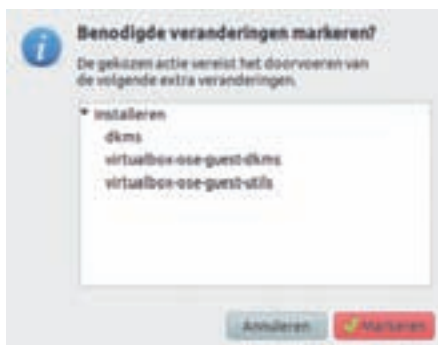 Benodigde veranderingen markeren?
De gekozen actie vereist het doorvoeren van
de volgende extra veranderingen.
Installeren
dkms
virtualbox-ose-guest-dkms
virtualbox-ose-guest-utils
Annuleren
Markeren